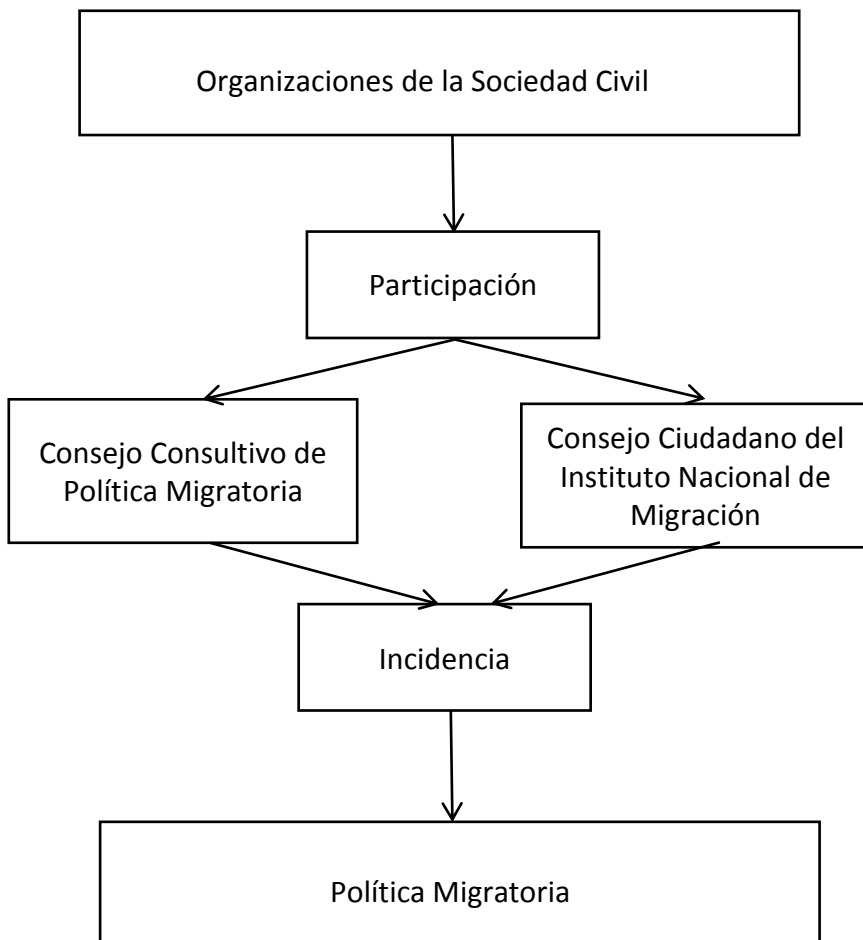 Organizaciones de la Sociedad Civil
Participación
Consejo Consultivo de
Política Migratoria
Consejo Ciudadano del
Instituto Nacional de
Migración
Incidencia
Política Migratoria